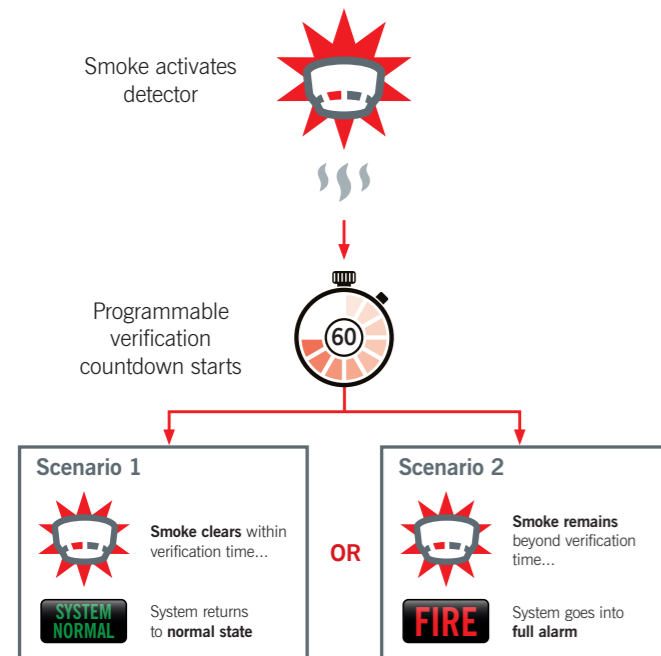 Smoke activates
detector
Programmable
verification
countdown starts
60
Scenario 1
Smoke clears within
verification time...
SYSTEM
NORMAL
System returns
to normal state
OR
Scenario 2
Smoke remains
beyond verification
time...
FIRE
System goes into
full alarm